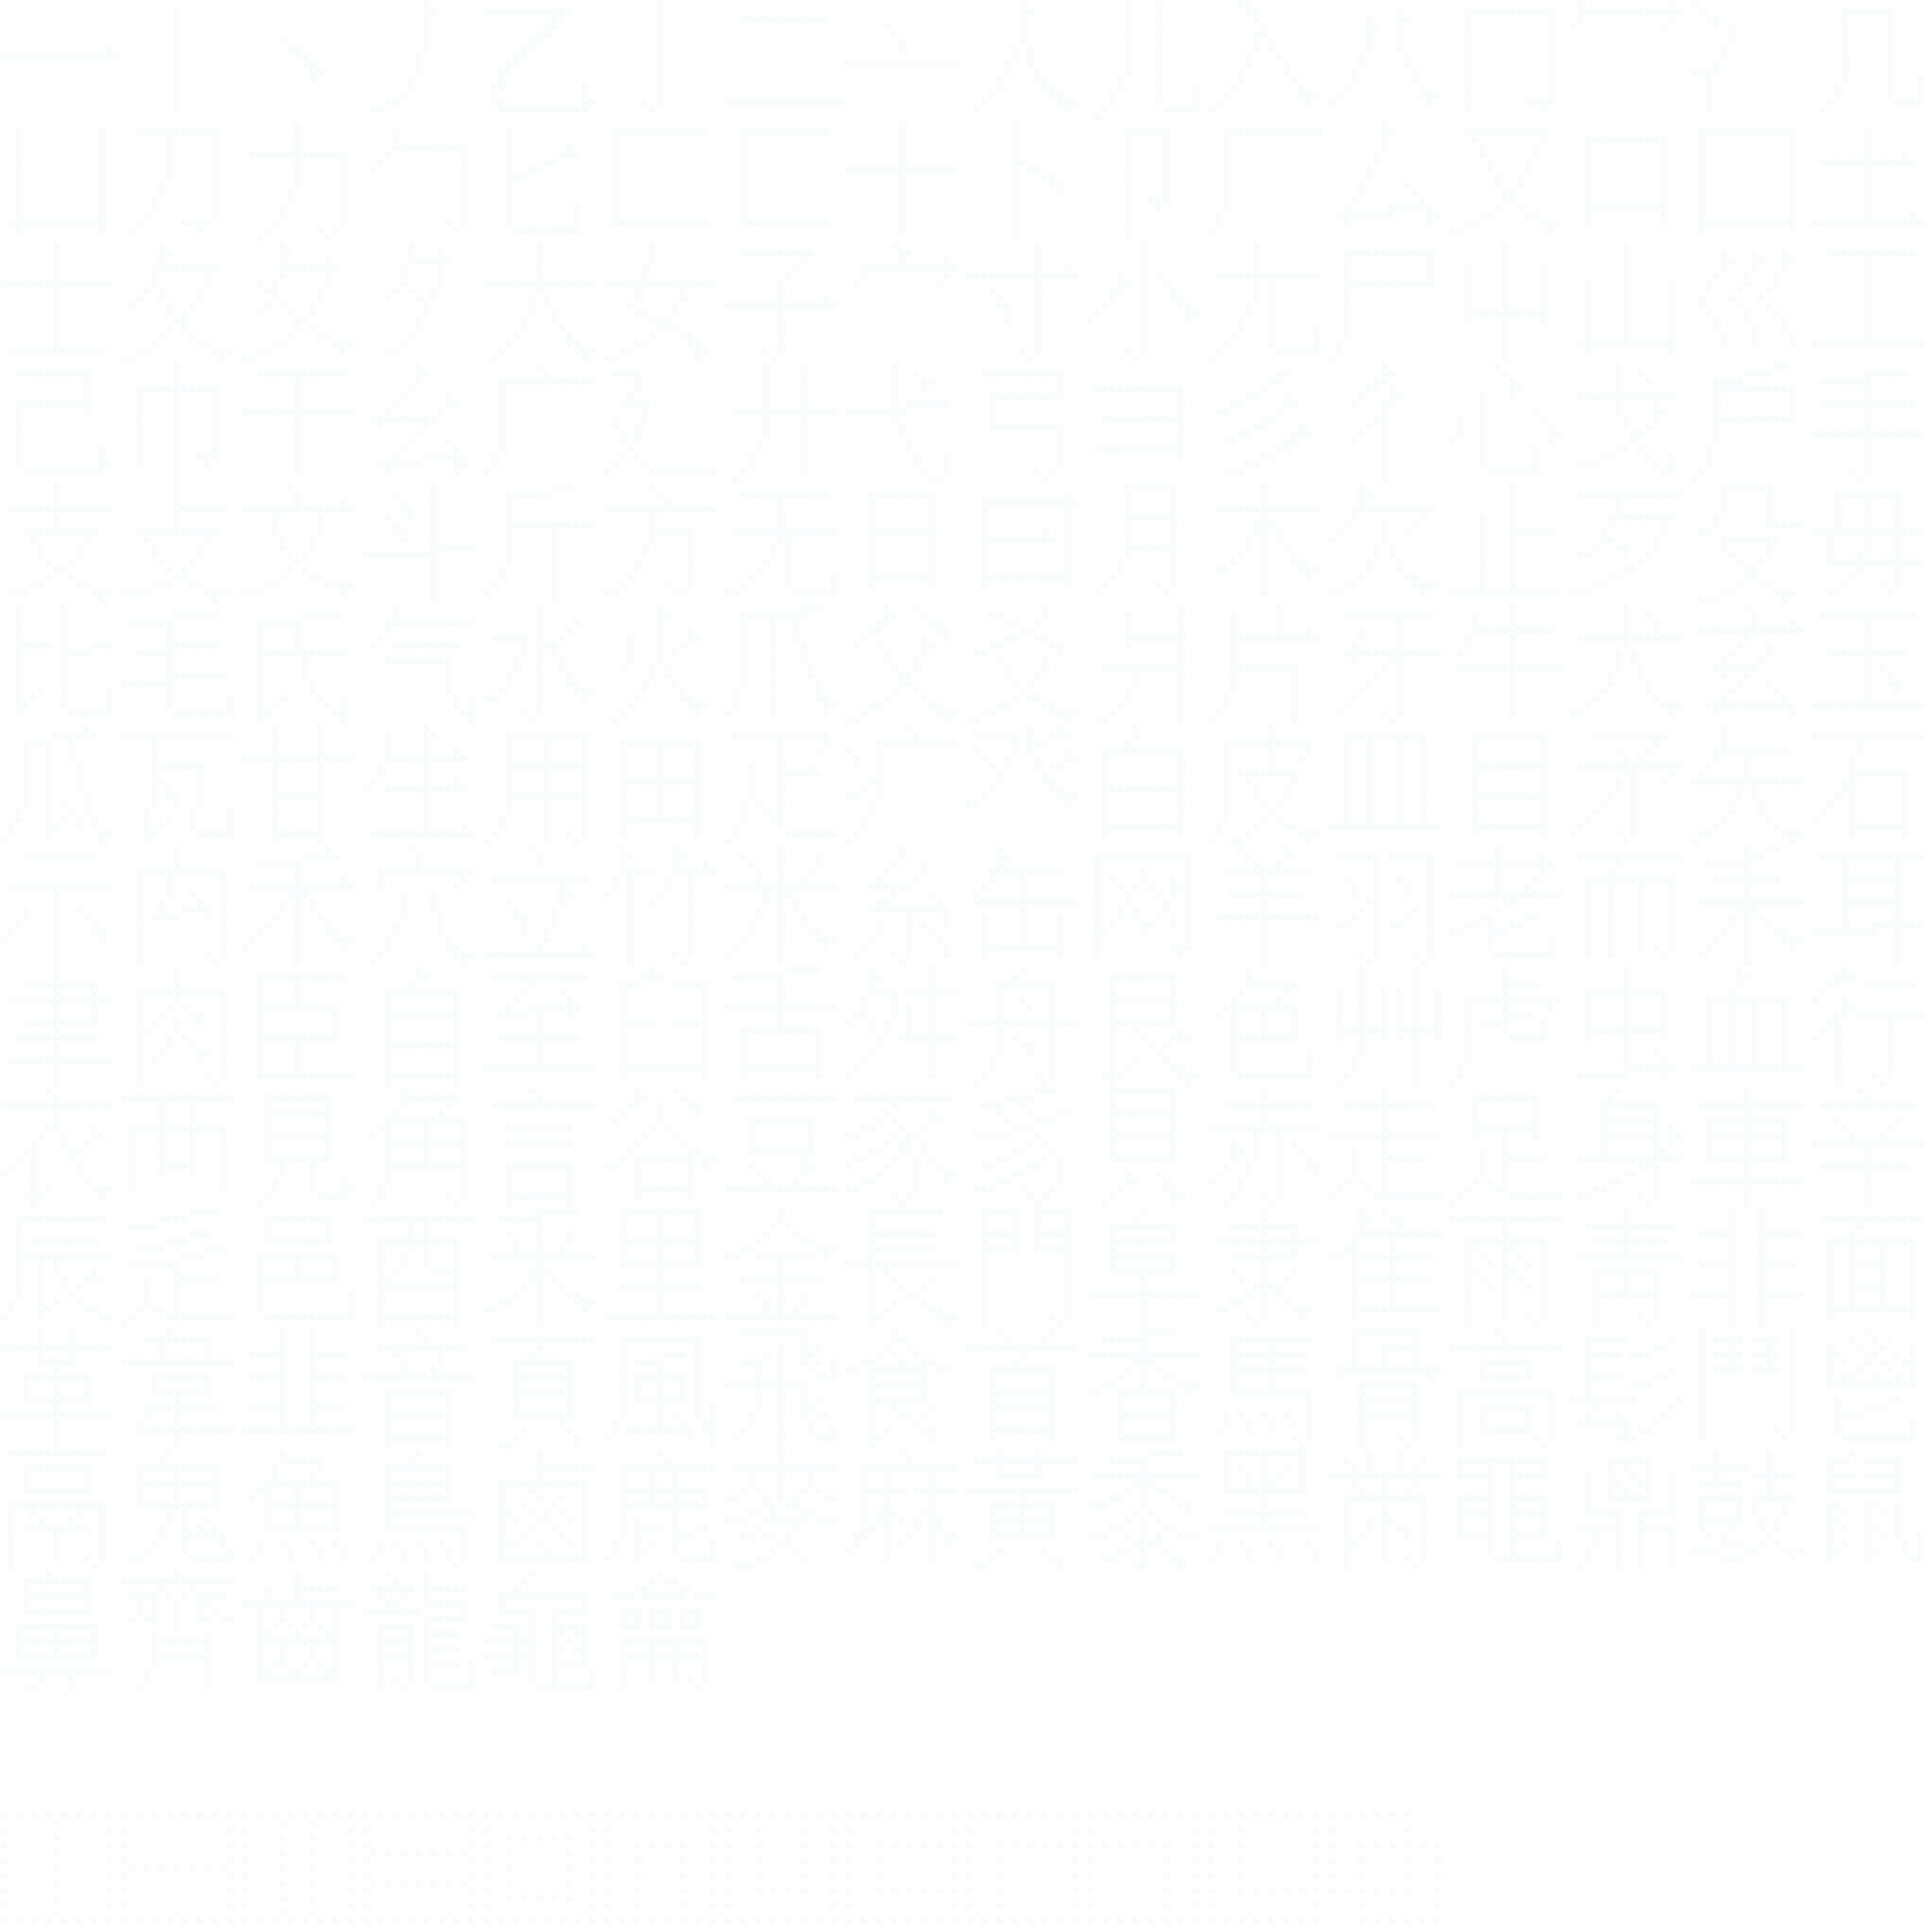 一丨丶丿乙亅二亠人儿入八冂冖冫几
凵刀力勹匕匚匸十卜卩厂厶又口囗土
士夂夊夕大女子宀寸小尢尸屮山巛工
己巾干幺广廴廾弋弓彐彡彳心戈戶手
支攴文斗斤方无日曰月木欠止歹殳毋
比毛氏气水火爪父爻爿片牙牛犬玄玉
瓜瓦甘生用田疋疒癶白皮皿目矛矢石
示禸禾穴立竹米糸缶网羊羽老而耒耳
聿肉臣自至臼舌舛舟艮色艸虍虫血行
衣襾見角言谷豆豕豸貝赤走足身車辛
辰辵邑酉釆里金長門阜隶隹雨靑非面
革韋韭音頁風飛食首香馬骨高髟鬥鬯
鬲鬼魚鳥鹵鹿麥麻黃黍黑黹黽鼎鼓鼠
鼻齊齒龍龜龠
⿰⿱⿲⿳⿴⿵⿶⿷⿸⿹⿺⿻